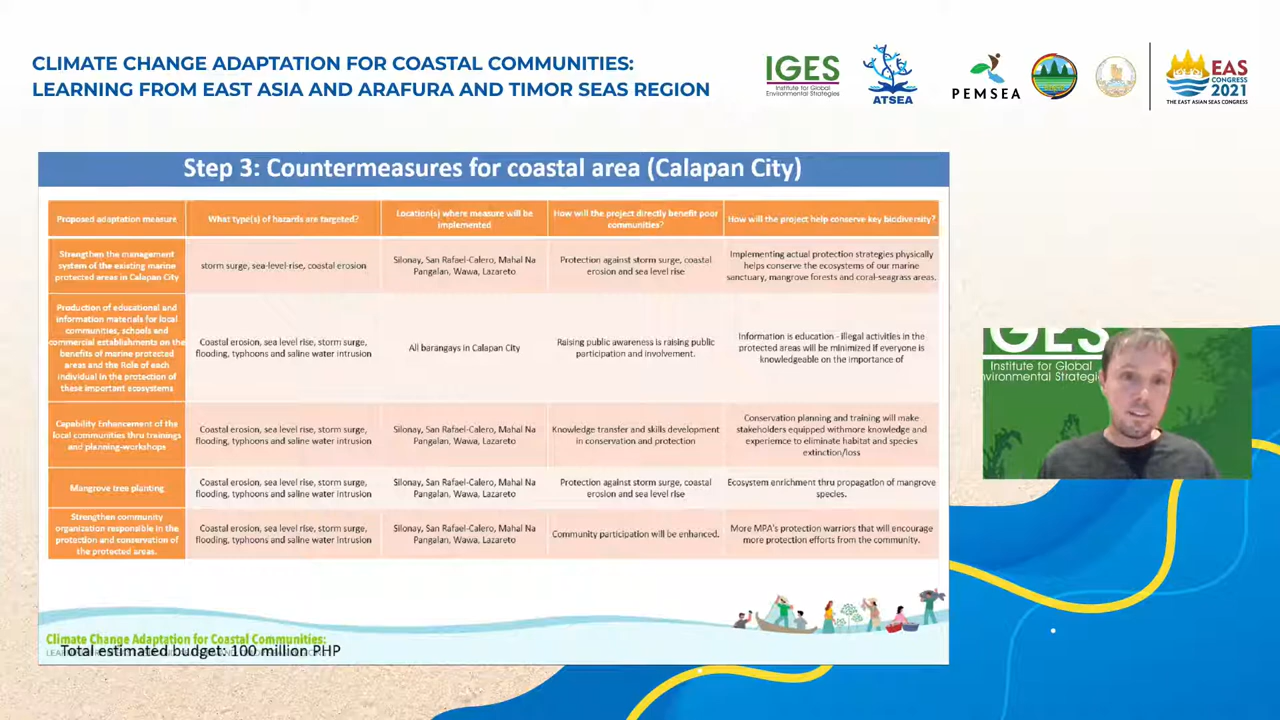 CLIMATE CHANGE ADAPTATION FOR COASTAL COMMUNITIES:
LEARNING FROM EAST ASIA AND ARAFURA AND TIMOR SEAS REGION
IGES
Institute for Global
Environmental Strategies
ATSEA
PEMSEA
EAS
CONGRESS
2021
THE EAST ASIAN SEAS CONGRESS
Step 3: Countermeasures for coastal area (Calapan City)
Proposed adaptation measure
What type(s) of hazards are targeted?
Location(s) where measure will be
implemented
How will the project directly benefit poor
communities?
How will the project help conserve key biodiversity?
Strengthen the management
system of the existing marine
protected areas in Calapan City
storm surge, sea-level-rise, coastal erosion
Silonay, San Rafael-Calero, Mahal Na
Pangalan, Wawa, Lazareto
Protection against storm surge, coastal
erosion and sea level rise
Implementing actual protection strategies physically
helps conserve the ecosystems of our marine
sanctuary, mangrove forests and coral-seagrass areas.
Production of educational and
information materials for local
communities, schools and
commercial establishments on the
benefits of marine protected
areas and the Role of each
individual in the protection of
these important ecosystems
Coastal erosion, sea level rise, storm surge,
flooding, typhoons and saline water intrusion
All barangays in Calapan City
Raising public awareness is raising public
participation and involvement.
Information is education - illegal activities in the
protected areas will be minimized if everyone is
knowledgeable on the importance of
Capability Enhancement of the
local communities thru trainings
and planning-workshops
Coastal erosion, sea level rise, storm surge,
flooding, typhoons and saline water intrusion
Silonay, San Rafael-Calero, Mahal Na
Pangalan, Wawa, Lazareto
Knowledge transfer and skills development
in conservation and protection
Conservation planning and training will make
stakeholders equipped withmore knowledge and
experience to eliminate habitat and species
extinction/loss
Mangrove tree planting
Coastal erosion, sea level rise, storm surge,
flooding, typhoons and saline water intrusion
Silonay, San Rafael-Calero, Mahal Na
Pangalan, Wawa, Lazareto
Protection against storm surge, coastal
erosion and sea level rise
Ecosystem enrichment thru propagation of mangrove
species.
Strengthen community
organization responsible in the
protection and conservation of
the protected areas.
Coastal erosion, sea level rise, storm surge,
flooding, typhoons and saline water intrusion
Silonay, San Rafael-Calero, Mahal Na
Pangalan, Wawa, Lazareto
Community participation will be enhanced.
More MPA's protection warriors that will encourage
more protection efforts from the community.
Climate Change Adaptation for Coastal Communities:
Total estimated budget: 100 million PHP
IGES
Institute for Global